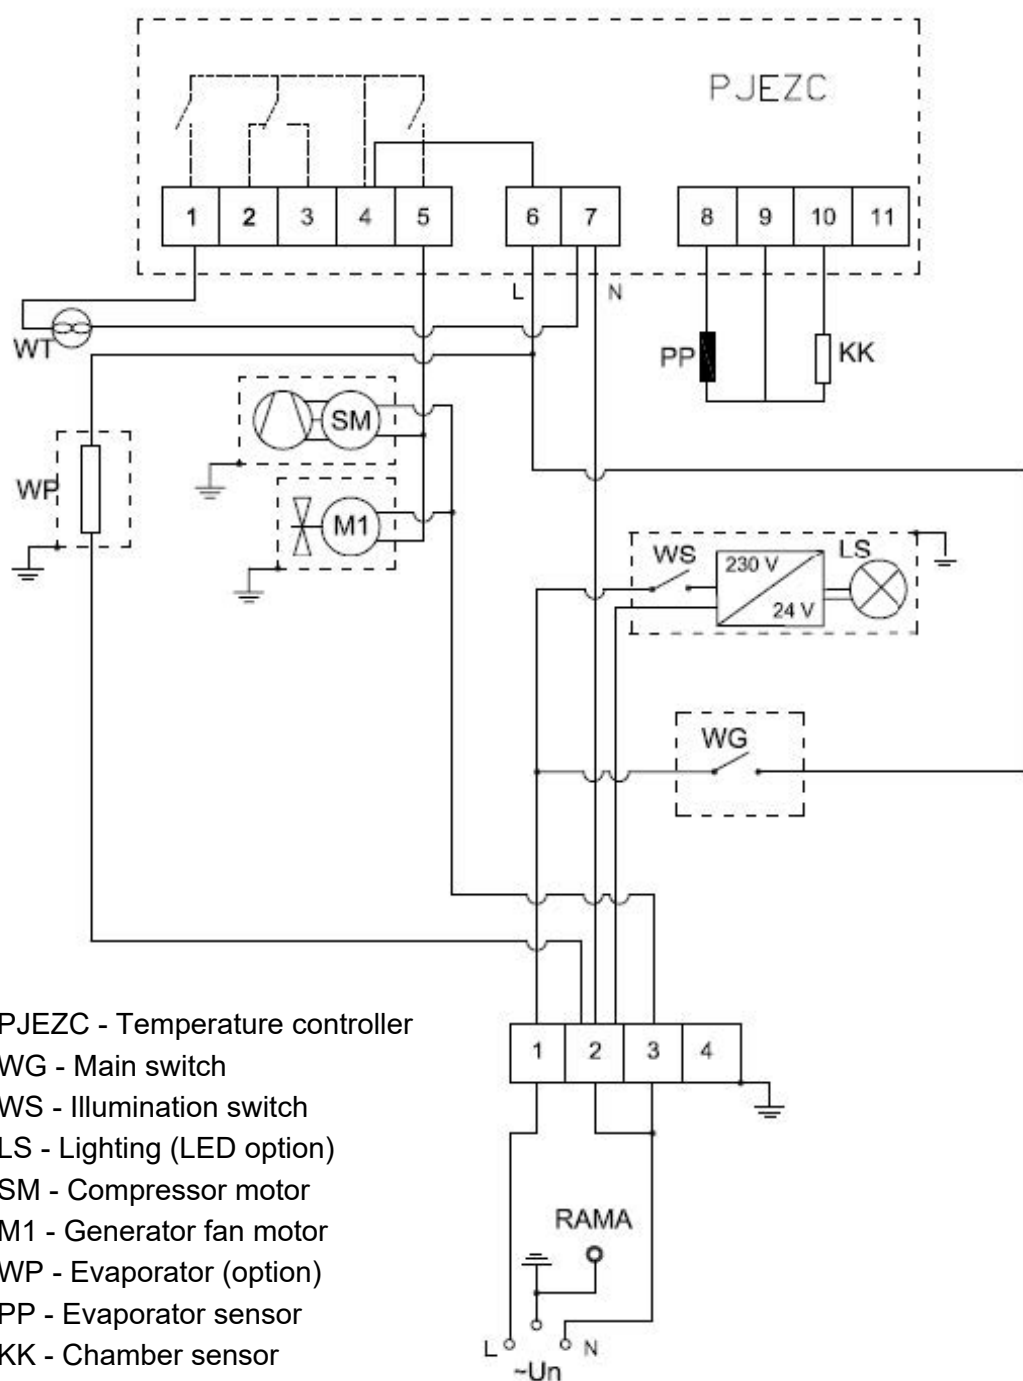 PJEZC
1 2 3 4 5 6 7 8 9 10 11
L N
WT
PP KK
SM
WP
M1
WS LS
230 V
24 V
WG
PJEZC - Temperature controller
WG - Main switch
WS - Illumination switch
LS - Lighting (LED option)
SM - Compressor motor
M1 - Generator fan motor
WP - Evaporator (option)
PP - Evaporator sensor
KK - Chamber sensor
1 2 3 4
RAMA
L N
~Un